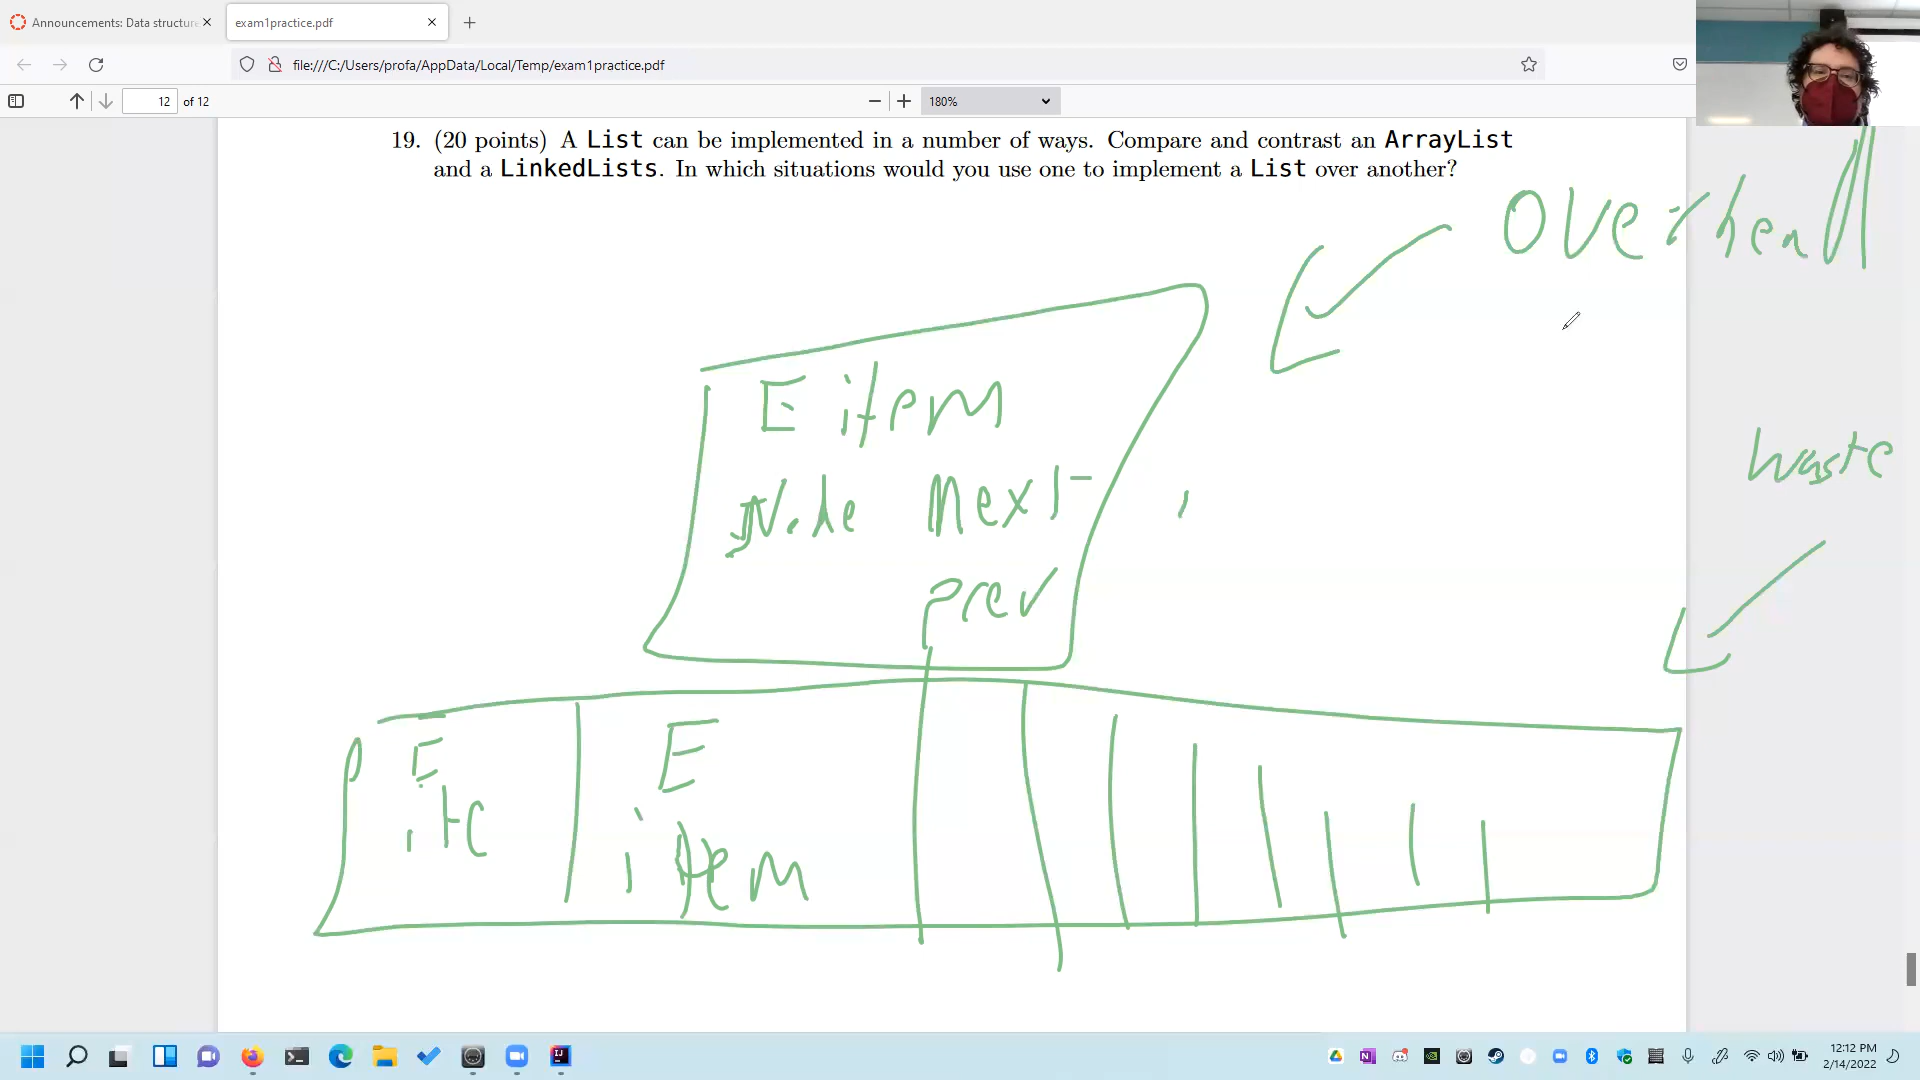 Announcements: Data structure
exam1practice.pdf
file:///C:/Users/profa/AppData/Local/Temp/exam1practice.pdf
12 of 12
180%
19. (20 points) A List can be implemented in a number of ways. Compare and contrast an ArrayList
and a LinkedLists. In which situations would you use one to implement a List over another?
Overhead
E item
Node next
prev
waste
E
E
item
12:12 PM
2/14/2022